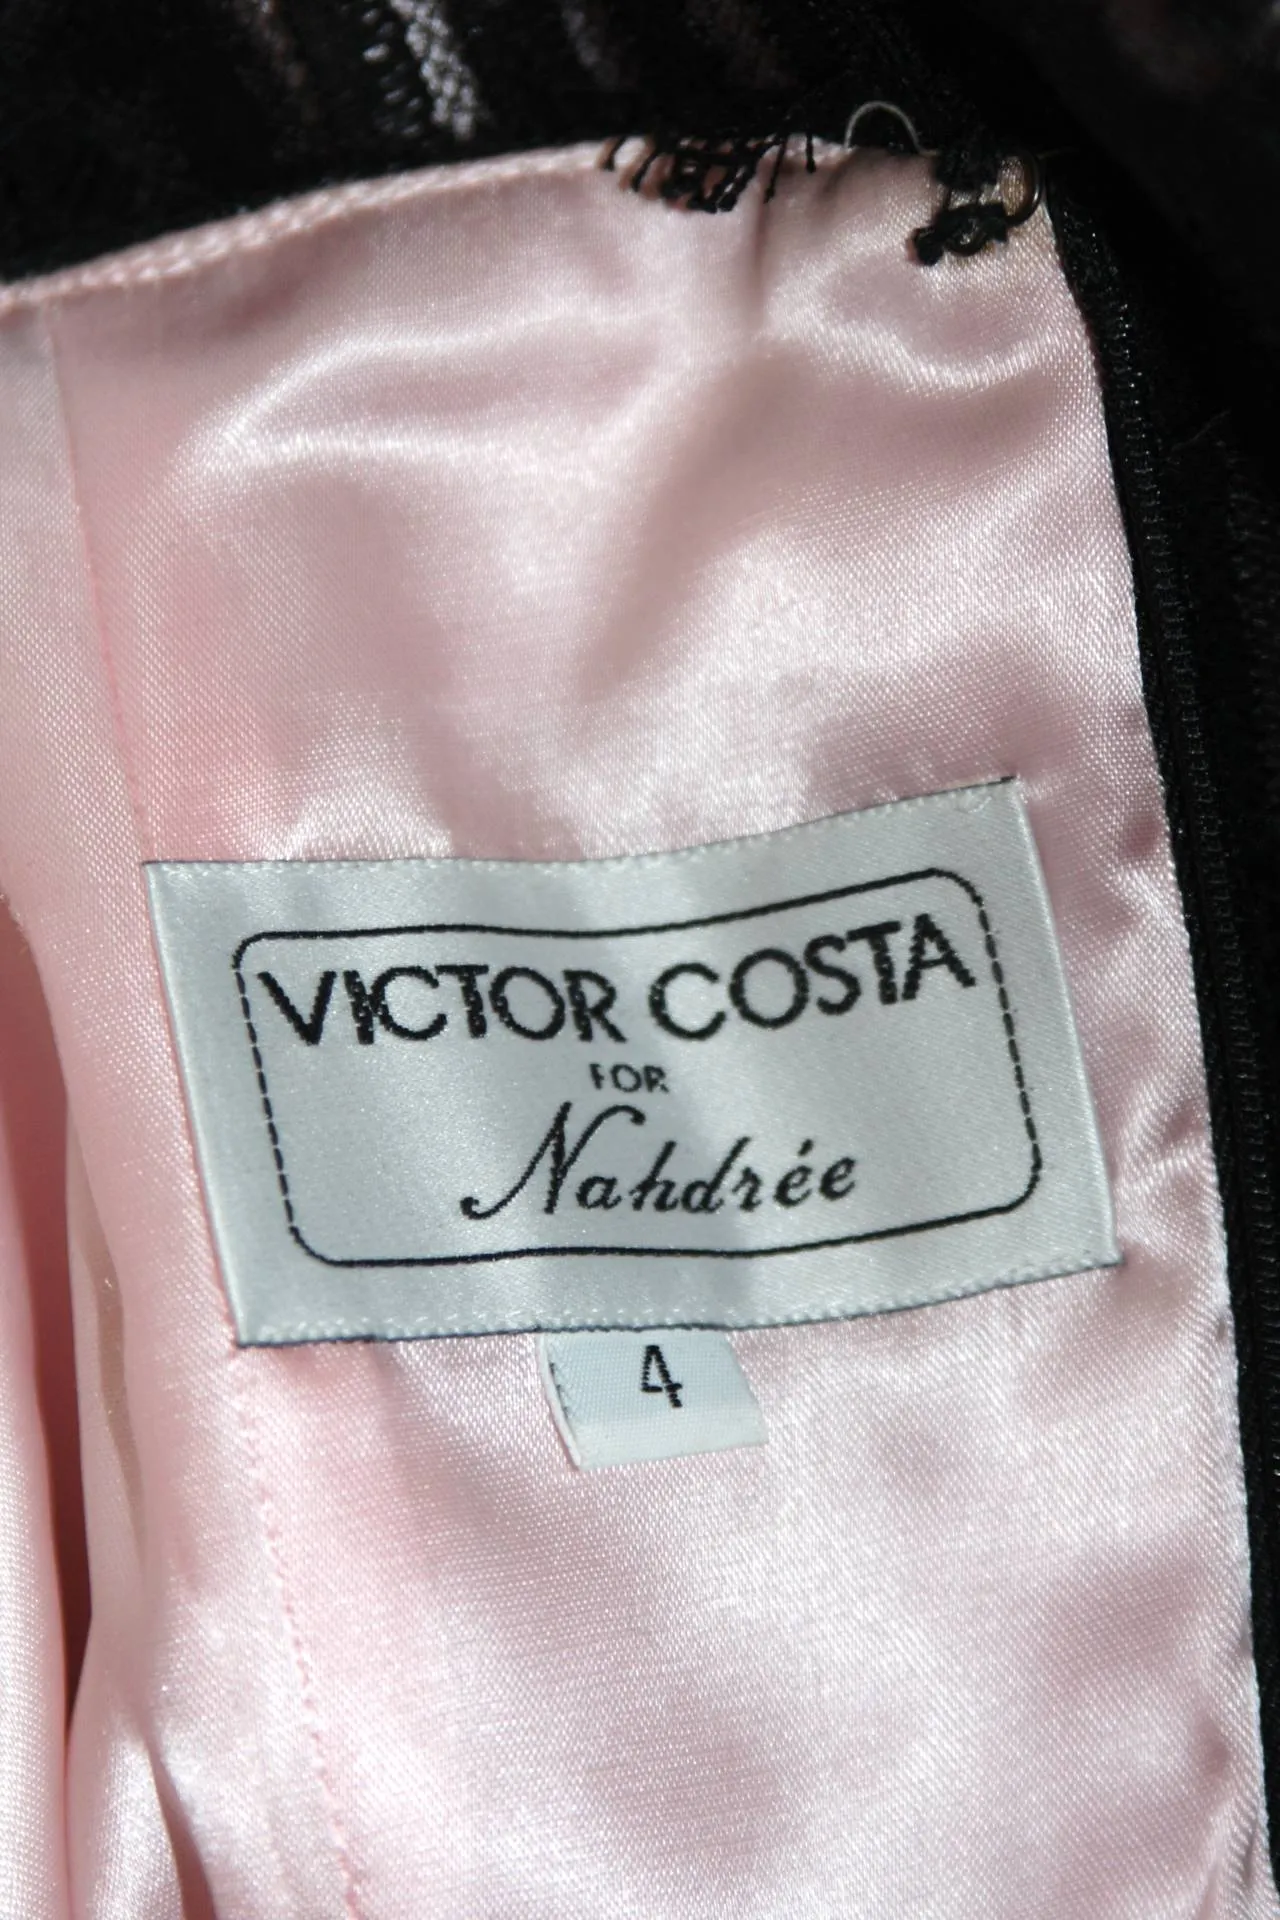 VICTOR COSTA
FOR
Nahdrée
4